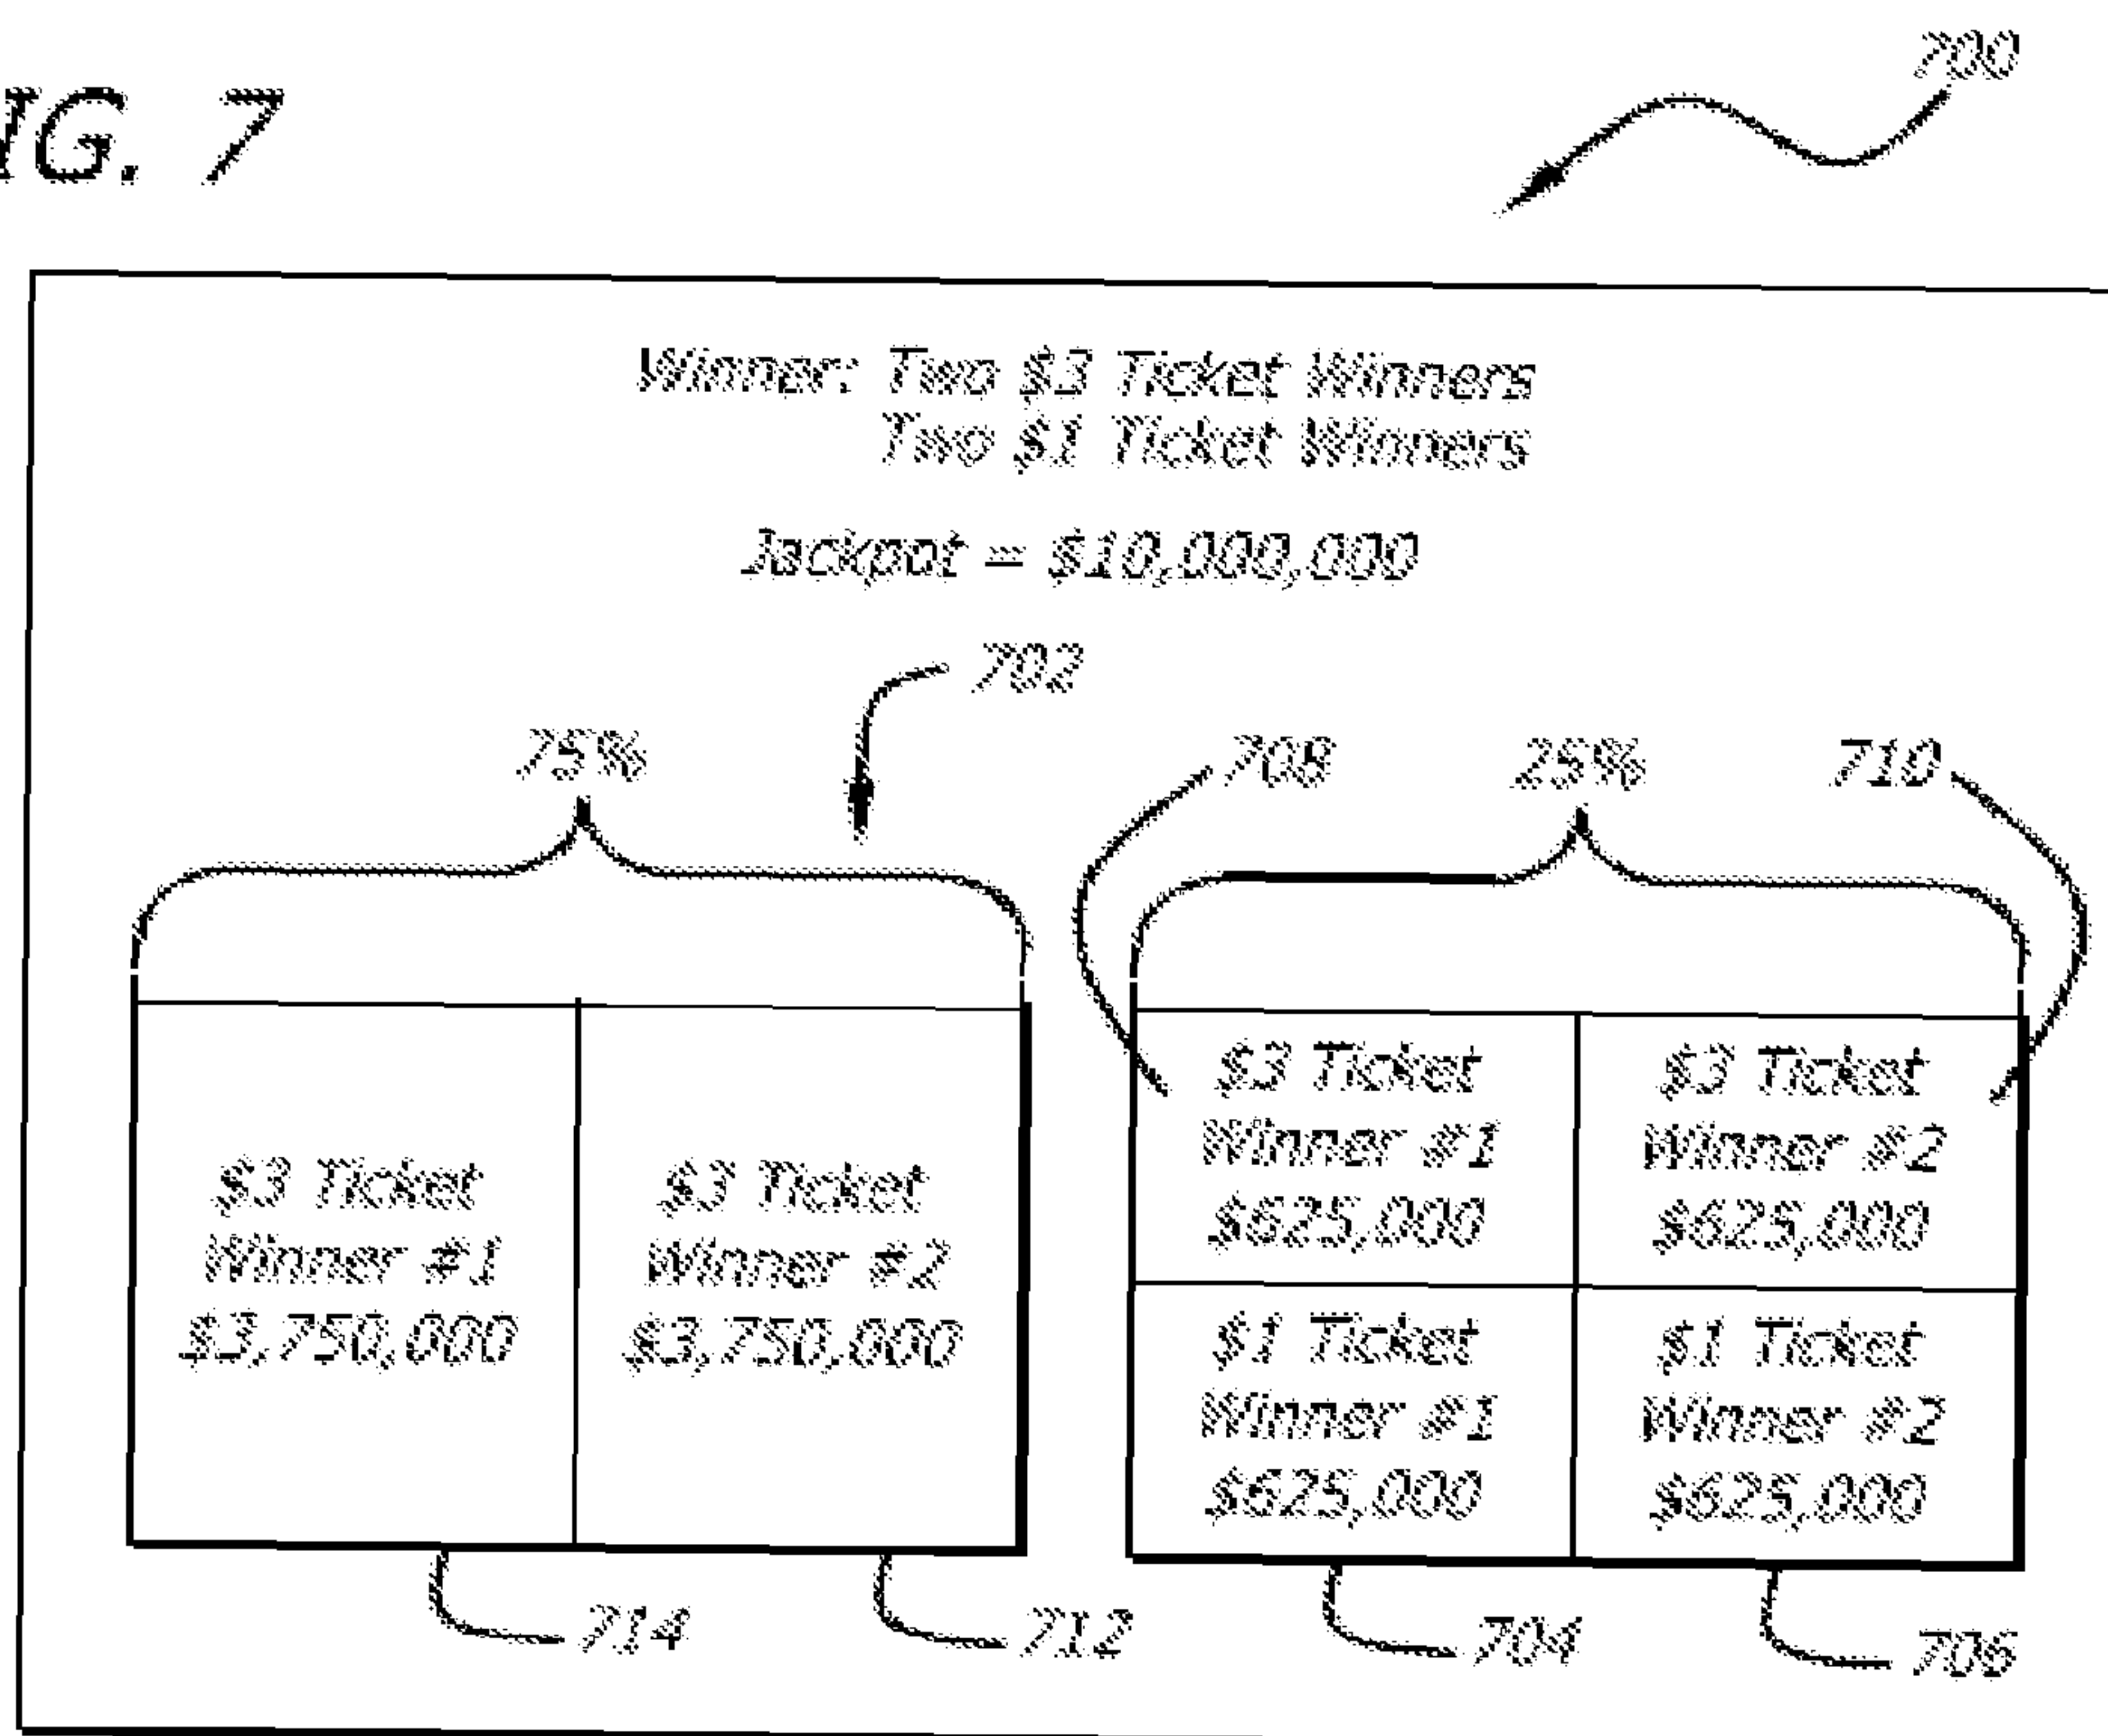 IG. 7
700
Winner: Two $3 Ticket Winners
Two $1 Ticket Winners
Jackpot = $10,000,000
702
75%
708
25%
710
$3 Ticket
Winner #1
$3,750,000
$3 Ticket
Winner #2
$3,750,000
$3 Ticket
Winner #1
$625,000
$3 Ticket
Winner #2
$625,000
$1 Ticket
Winner #1
$625,000
$1 Ticket
Winner #2
$625,000
714
712
704
706